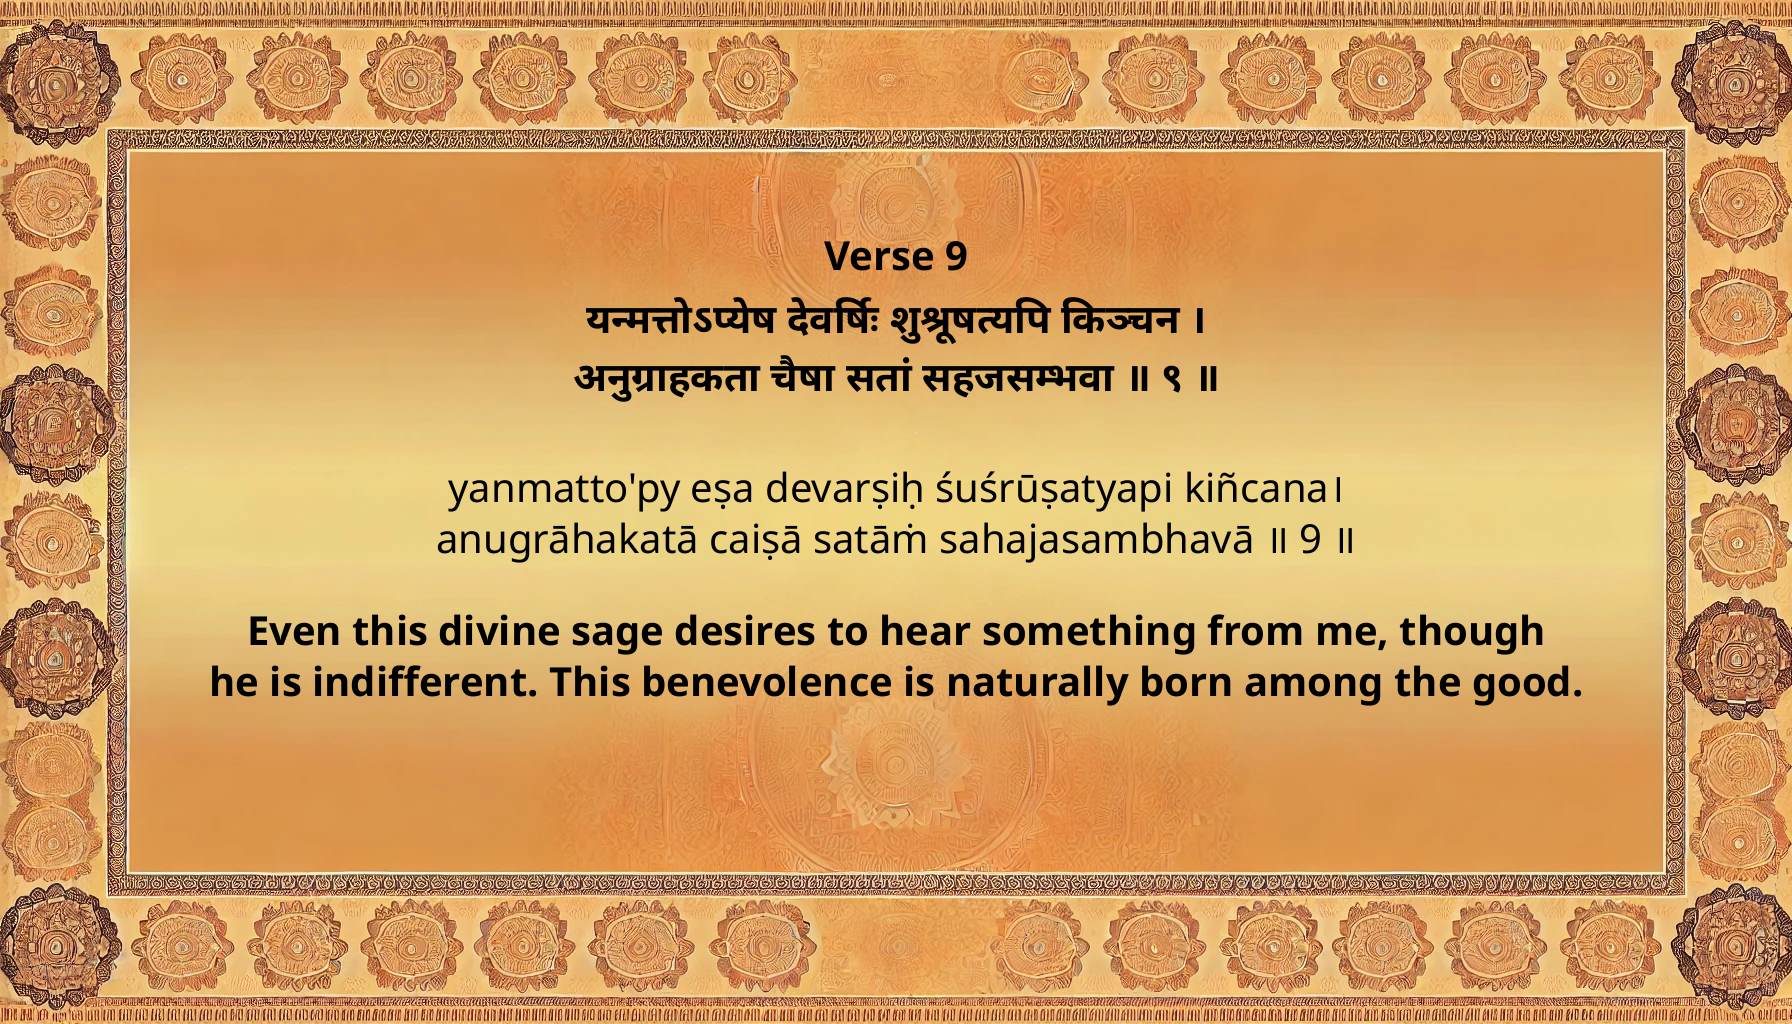 Verse 9
यन्मत्तोऽप्येष देवर्षिः शुश्रूषत्यपि किञ्चन ।
अनुग्राहकता चैषा सतां सहजसम्भवा ॥ ९ ॥
yanmatto'py eṣa devarṣiḥ śuśrūṣatyapi kiñcana।
anugrāhakatā caiṣā satāṁ sahajasambhavā ॥ 9 ॥
Even this divine sage desires to hear something from me, though
he is indifferent. This benevolence is naturally born among the good.